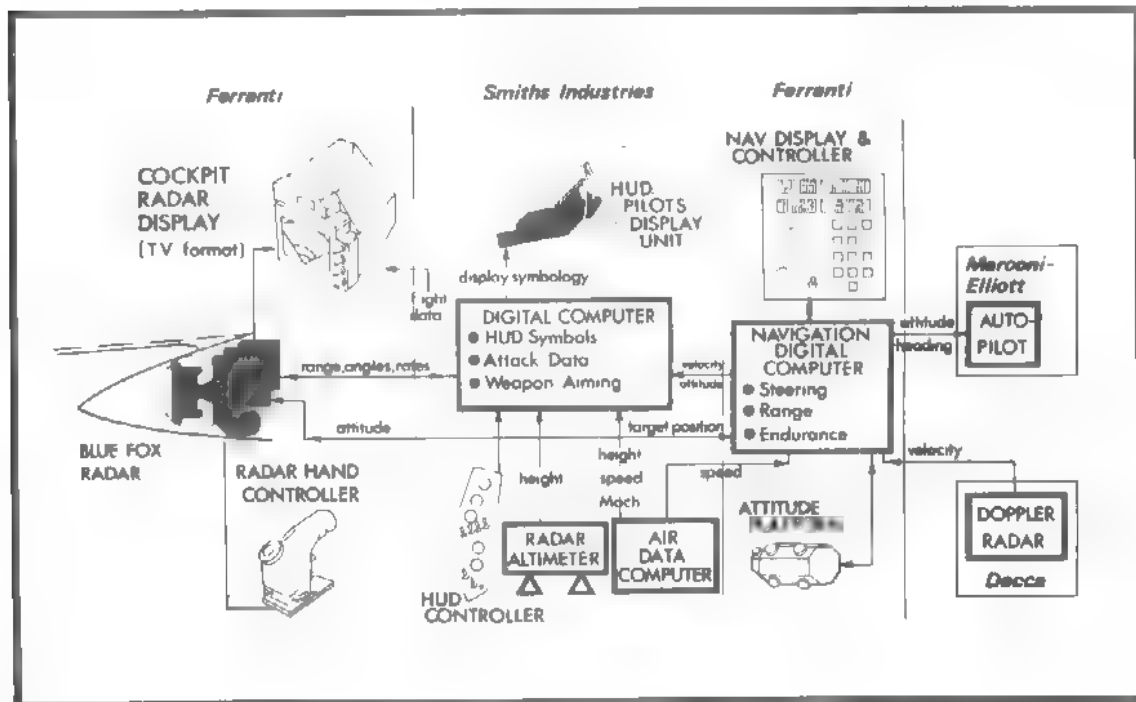 Ferranti
Smiths Industries
Ferranti
COCKPIT
RADAR
DISPLAY
(TV format)
HUD
PILOTS
DISPLAY
UNIT
NAV DISPLAY &
CONTROLLER
display symbology
flight
data
DIGITAL COMPUTER
● HUD Symbols
● Attack Data
● Weapon Aiming
NAVIGATION
DIGITAL
COMPUTER
● Steering
● Range
● Endurance
Marconi-
Elliott
AUTO-
PILOT
attitude
heading
range, angles, rates
velocity
attitude
attitude
target position
BLUE FOX
RADAR
RADAR HAND
CONTROLLER
height
height
speed
Mach
speed
velocity
HUD
CONTROLLER
RADAR
ALTIMETER
AIR
DATA
COMPUTER
ATTITUDE
PLATFORM
DOPPLER
RADAR
Decca